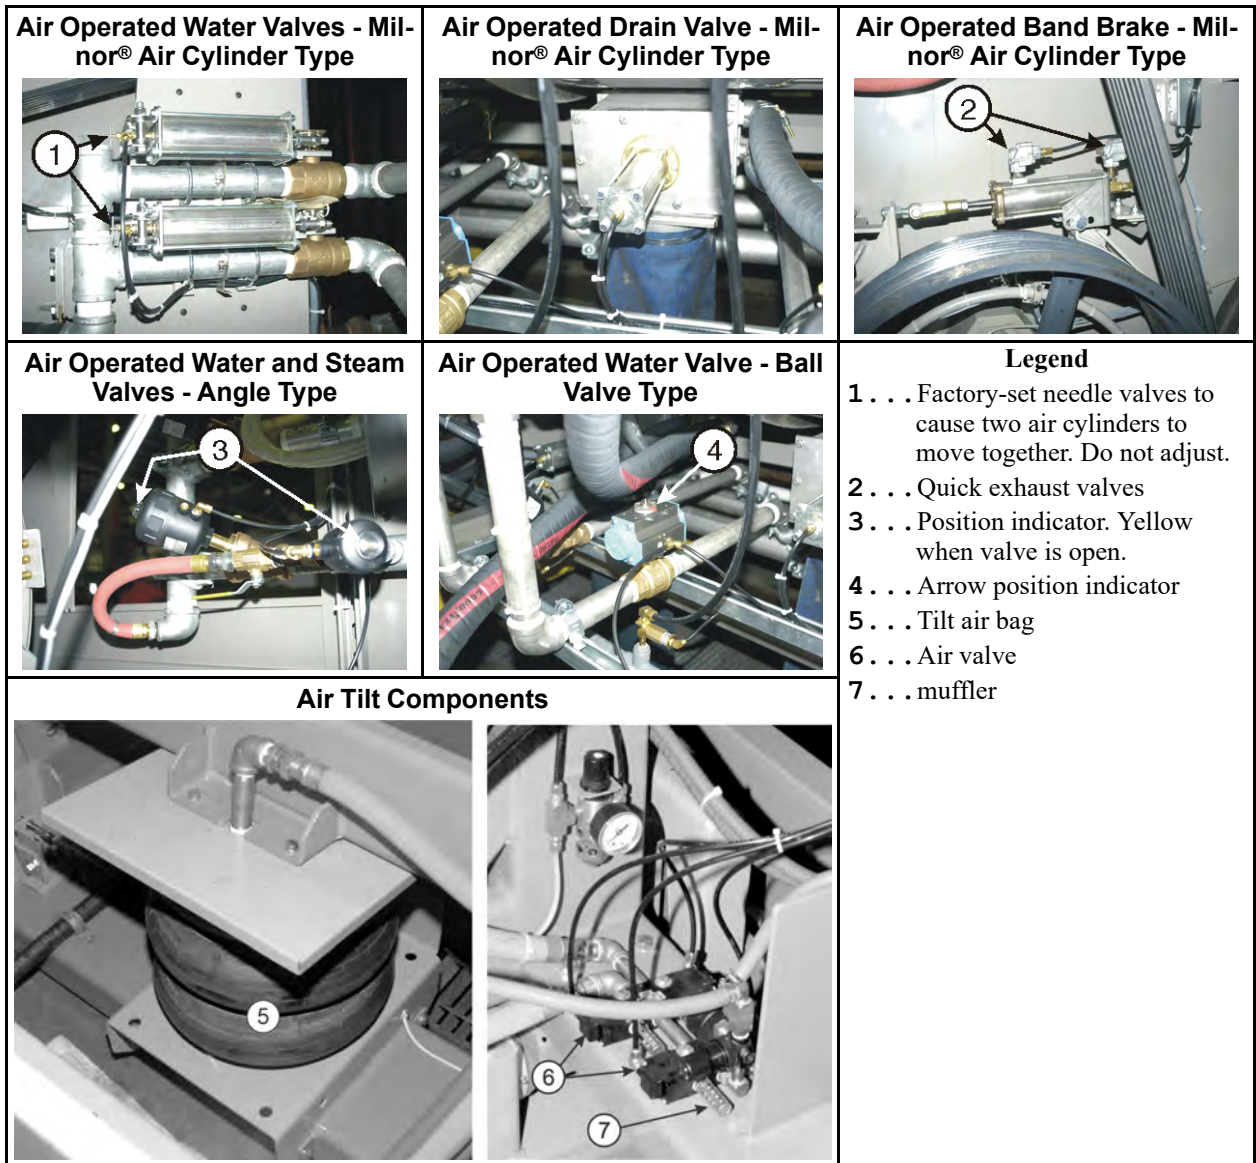 Air Operated Water Valves - Mil-
nor® Air Cylinder Type
1
Air Operated Drain Valve - Mil-
nor® Air Cylinder Type
Air Operated Band Brake - Mil-
nor® Air Cylinder Type
2
Air Operated Water and Steam
Valves - Angle Type
3
Air Operated Water Valve - Ball
Valve Type
4
Legend
1 . . . Factory-set needle valves to
cause two air cylinders to
move together. Do not adjust.
2 . . . Quick exhaust valves
3 . . . Position indicator. Yellow
when valve is open.
4 . . . Arrow position indicator
5 . . . Tilt air bag
6 . . . Air valve
7 . . . muffler
Air Tilt Components
5
6
7